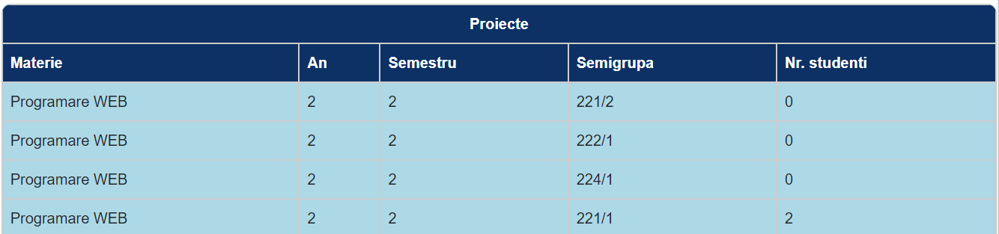 Proiecte
Materie An Semestru Semigrupa Nr. studenti
Programare WEB 2 2 221/2 0
Programare WEB 2 2 222/1 0
Programare WEB 2 2 224/1 0
Programare WEB 2 2 221/1 2